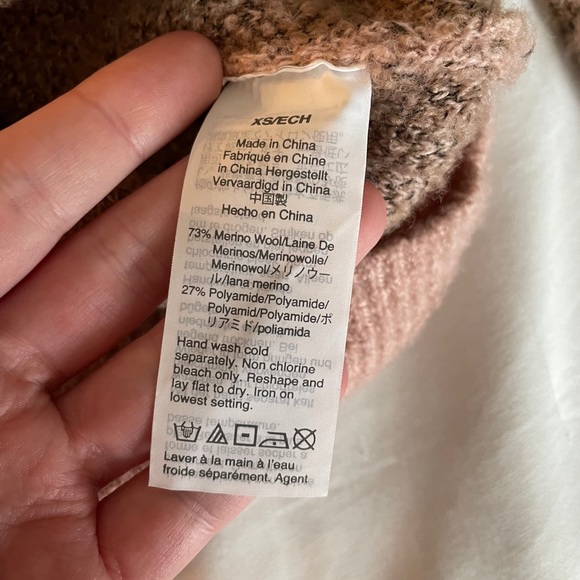 XS/ECH
Made in China
Fabriqué en Chine
in China Hergestellt
Vervaardigd in China
中国製
Hecho en China
73% Merino Wool/Laine De
Merinos/Merinowolle/
Merinowol/メリノウー
ル/lana merino
27% Polyamide/Polyamide/
Polyamid/Polyamide/ポ
リアミド/poliamida
Hand wash cold
separately. Non chlorine
bleach only. Reshape and
lay flat to dry. Iron on
lowest setting.
Laver à la main à l'eau
froide séparément. Agent